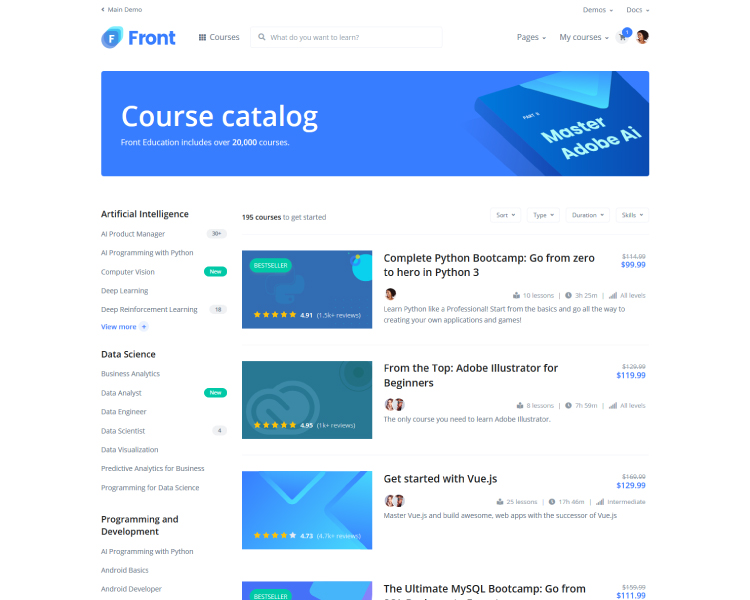 Main Demo
Demos
Docs
Front
Courses
What do you want to learn?
Pages
My courses
1
Course catalog
Front Education includes over 20,000 courses.
PART 5
Master
Adobe Ai
Artificial Intelligence
AI Product Manager 30+
AI Programming with Python
Computer Vision New
Deep Learning
Deep Reinforcement Learning 18
View more +
Data Science
Business Analytics
Data Analyst New
Data Engineer
Data Scientist 4
Data Visualization
Predictive Analytics for Business
Programming for Data Science
Programming and
Development
AI Programming with Python
Android Basics
Android Developer
195 courses to get started
Sort
Type
Duration
Skills
BESTSELLER
4.91 (1.5k+ reviews)
Complete Python Bootcamp: Go from zero
to hero in Python 3
$114.99
$99.99
10 lessons | 3h 25m | All levels
Learn Python like a Professional! Start from the basics and go all the way to
creating your own applications and games!
4.95 (1k+ reviews)
From the Top: Adobe Illustrator for
Beginners
$129.99
$119.99
8 lessons | 7h 59m | All levels
The only course you need to learn Adobe Illustrator.
4.73 (4.7k+ reviews)
Get started with Vue.js
$169.99
$129.99
25 lessons | 17h 46m | Intermediate
Master Vue.js and build awesome, web apps with the successor of Vue.js
BESTSELLER
The Ultimate MySQL Bootcamp: Go from
$159.99
$111.99